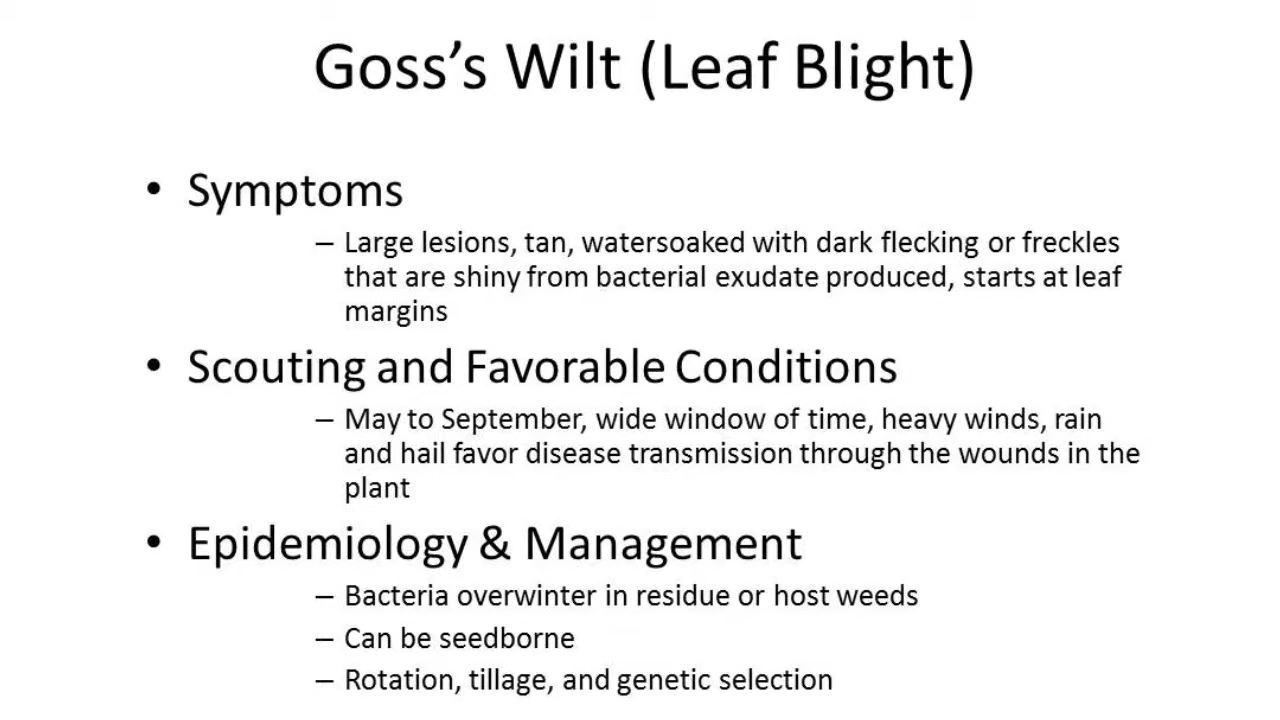 Goss’s Wilt (Leaf Blight)
• Symptoms
– Large lesions, tan, watersoaked with dark flecking or freckles
that are shiny from bacterial exudate produced, starts at leaf
margins
• Scouting and Favorable Conditions
– May to September, wide window of time, heavy winds, rain
and hail favor disease transmission through the wounds in the
plant
• Epidemiology & Management
– Bacteria overwinter in residue or host weeds
– Can be seedborne
– Rotation, tillage, and genetic selection